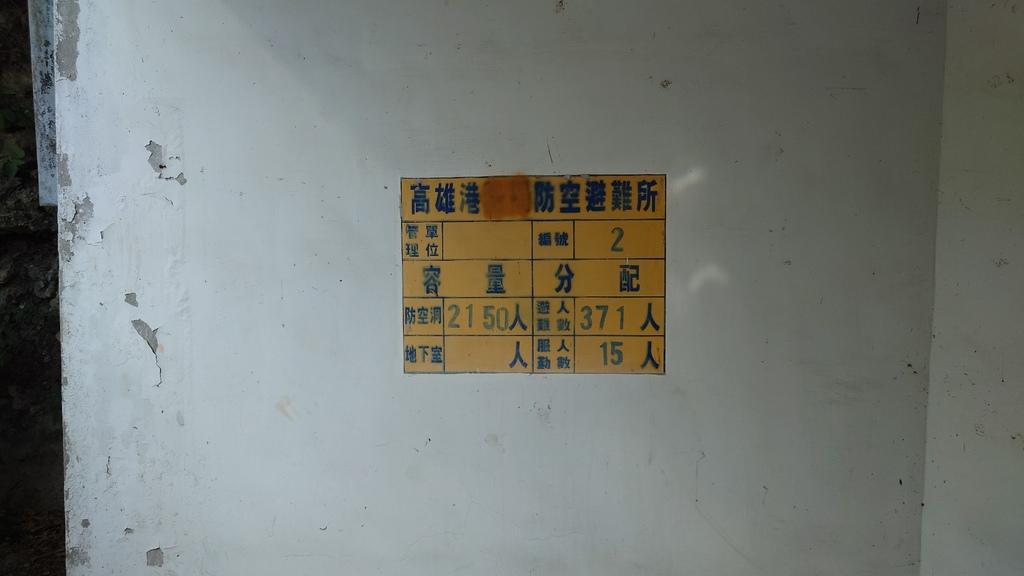 高雄港 防空避難所
管理單位 編號 2
容量分配
防空洞 2150人 避難人數 371人
地下室 人 服勤人數 15人